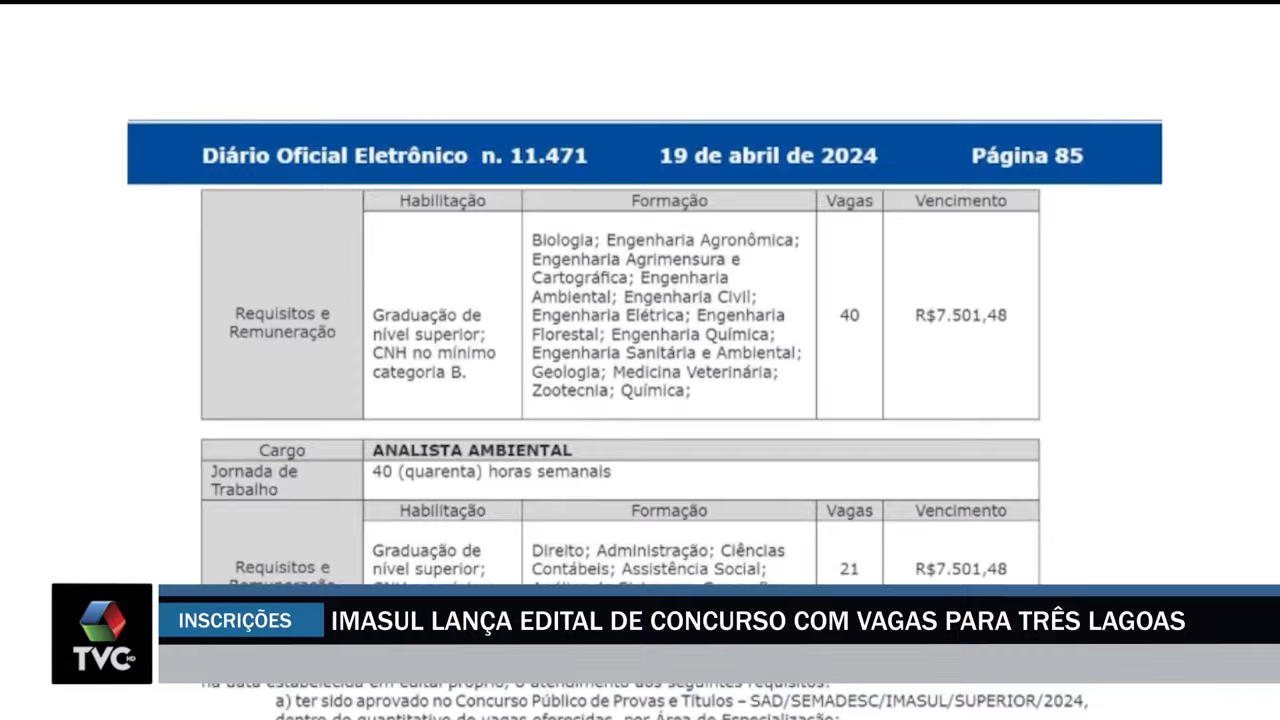 Diário Oficial Eletrônico n. 11.471 19 de abril de 2024 Página 85
Habilitação Formação Vagas Vencimento
Requisitos e
Remuneração
Graduação de
nível superior;
CNH no mínimo
categoria B.
Biologia; Engenharia Agronômica;
Engenharia Agrimensura e
Cartográfica; Engenharia
Ambiental; Engenharia Civil;
Engenharia Elétrica; Engenharia
Florestal; Engenharia Química;
Engenharia Sanitária e Ambiental;
Geologia; Medicina Veterinária;
Zootecnia; Química;
40
R$7.501,48
Cargo ANALISTA AMBIENTAL
Jornada de
Trabalho
40 (quarenta) horas semanais
Habilitação Formação Vagas Vencimento
Requisitos e
Graduação de
nível superior;
Direito; Administração; Ciências
Contábeis; Assistência Social;
21
R$7.501,48
TVC HD
INSCRIÇÕES
IMASUL LANÇA EDITAL DE CONCURSO COM VAGAS PARA TRÊS LAGOAS
a) ter sido aprovado no Concurso Público de Provas e Títulos – SAD/SEMADESC/IMASUL/SUPERIOR/2024,